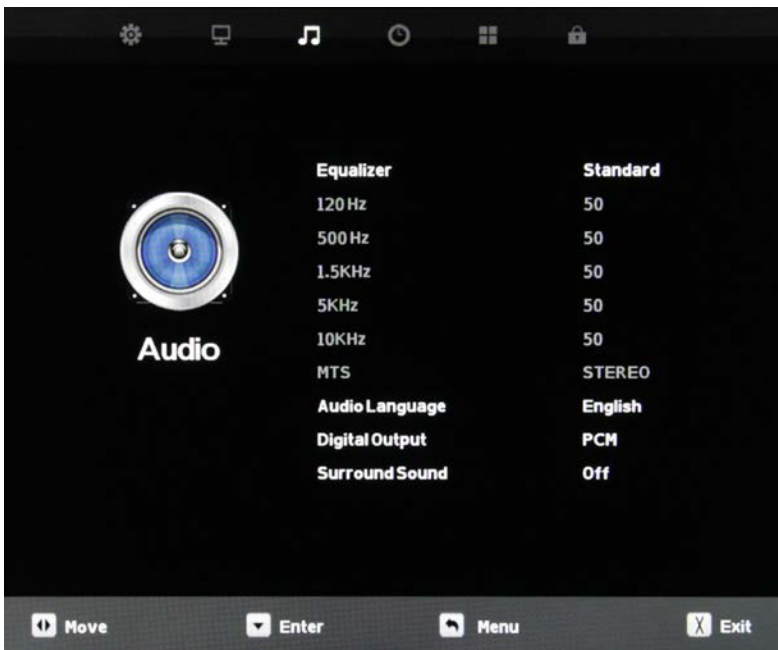 Equalizer Standard
120 Hz 50
500 Hz 50
1.5KHz 50
5KHz 50
10KHz 50
Audio
MTS STEREO
Audio Language English
Digital Output PCM
Surround Sound Off
Move Enter Menu X Exit